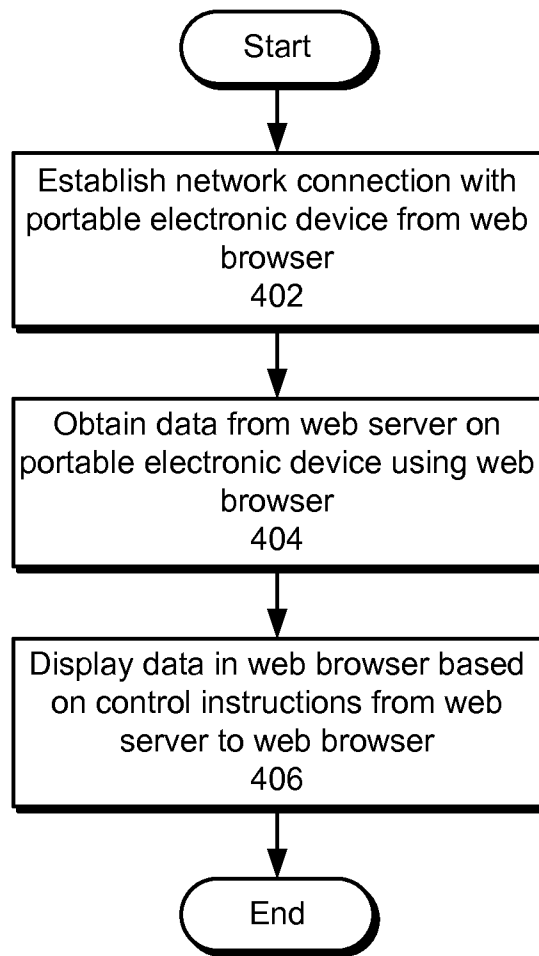 Start
Establish network connection with
portable electronic device from web
browser
402
Obtain data from web server on
portable electronic device using web
browser
404
Display data in web browser based
on control instructions from web
server to web browser
406
End